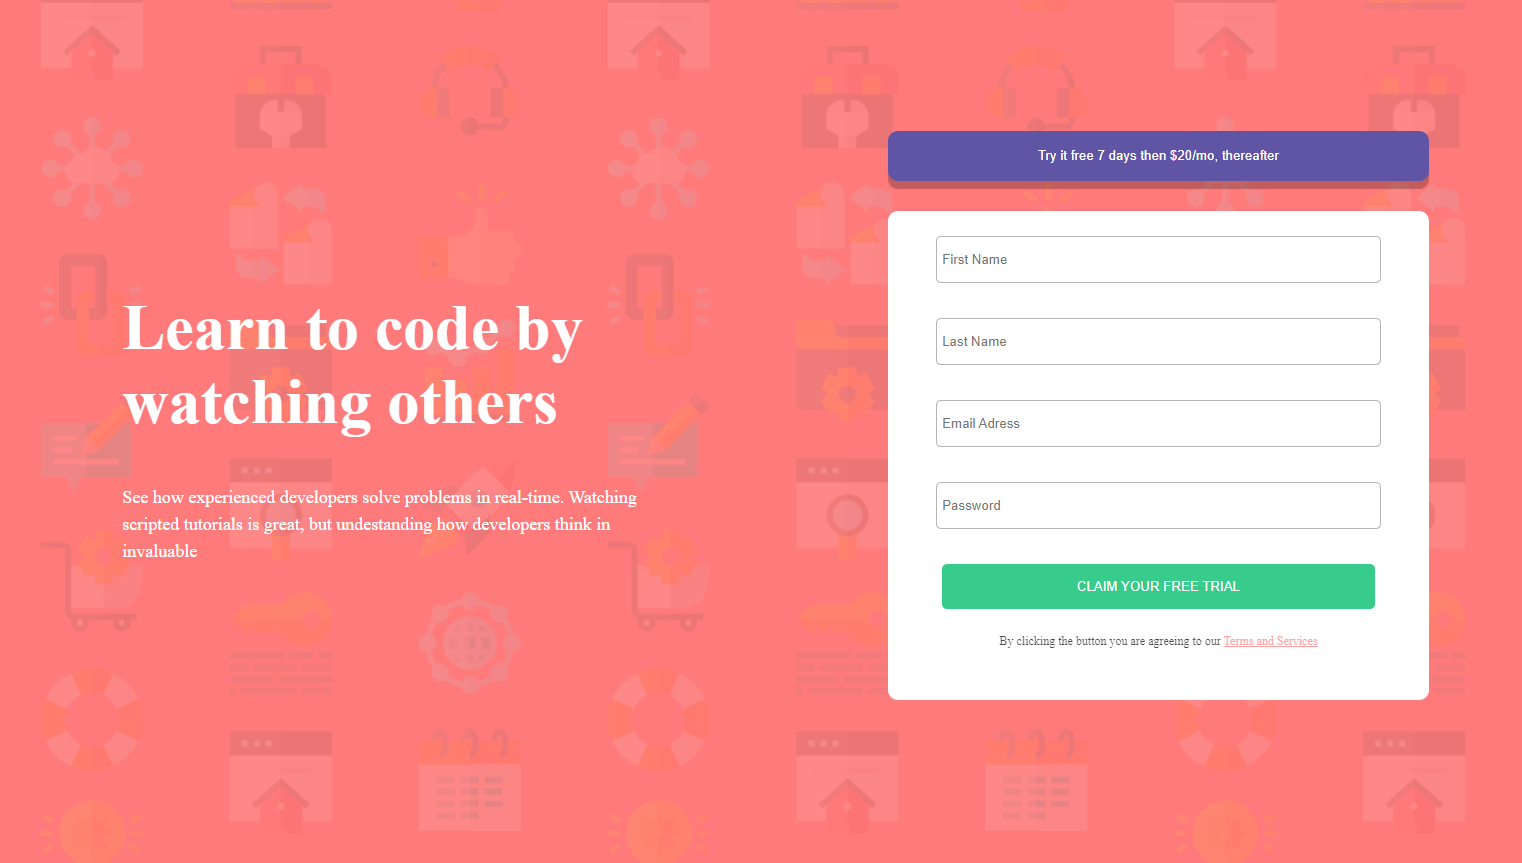 Learn to code by
watching others
See how experienced developers solve problems in real-time. Watching
scripted tutorials is great, but undestanding how developers think in
invaluable
Try it free 7 days then $20/mo, thereafter
First Name
Last Name
Email Adress
Password
CLAIM YOUR FREE TRIAL
By clicking the button you are agreeing to our Terms and Services